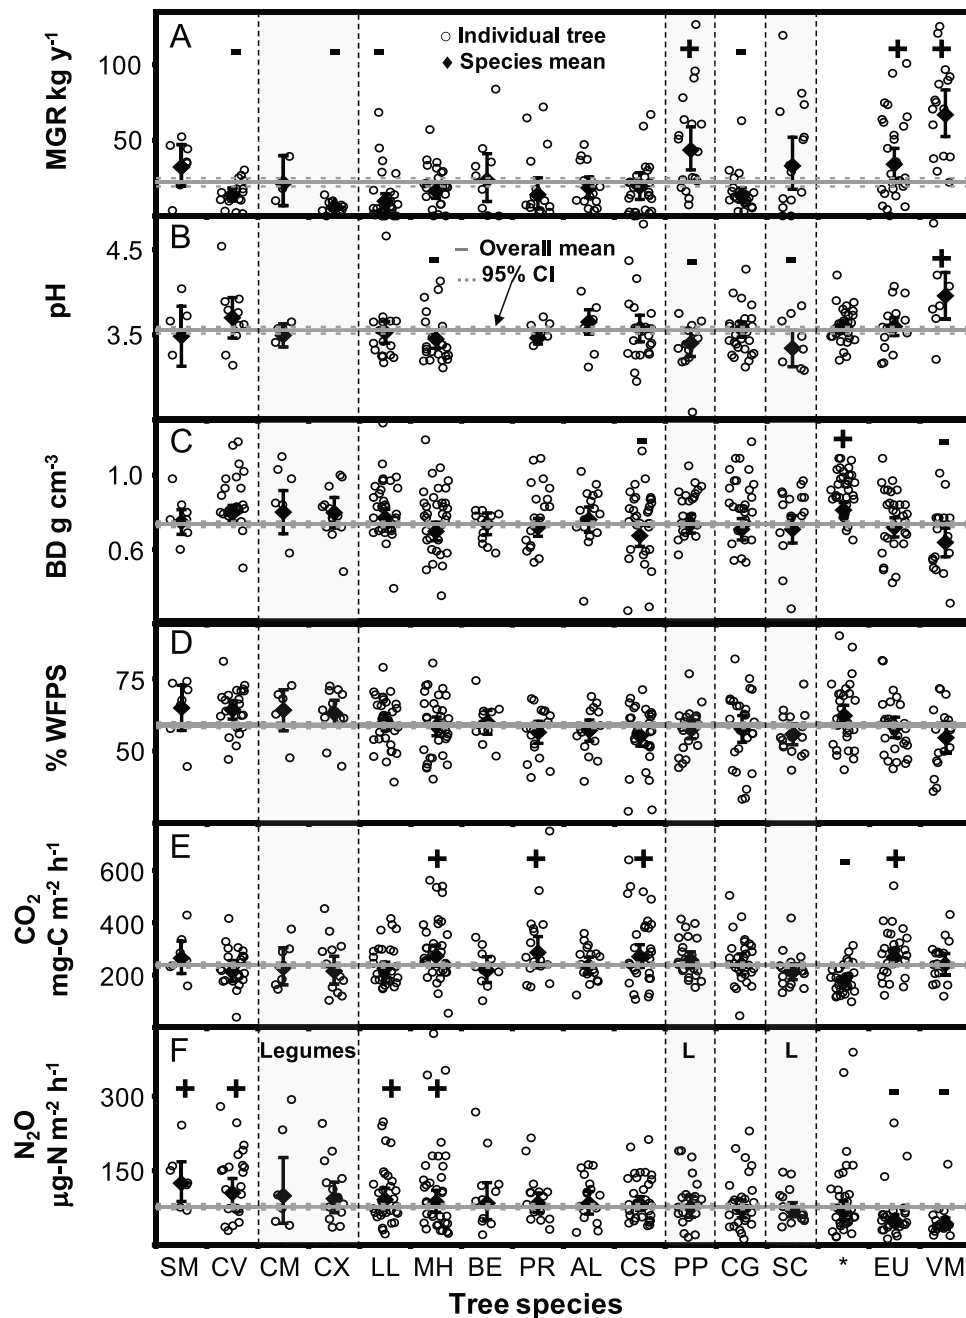 A
○ Individual tree
◆ Species mean
- - - + - + +
MGR kg y⁻¹
100
50
B
Overall mean
95% CI
- - - +
pH
4.5
3.5
C
- + -
BD g cm⁻³
1.0
0.6
D
% WFPS
75
50
E
+ + + - +
CO₂
mg-C m⁻² h⁻¹
600
400
200
F
Legumes
L
L
+ + + + - -
N₂O
µg-N m⁻² h⁻¹
300
150
SM CV CM CX LL MH BE PR AL CS PP CG SC * EU VM
Tree species